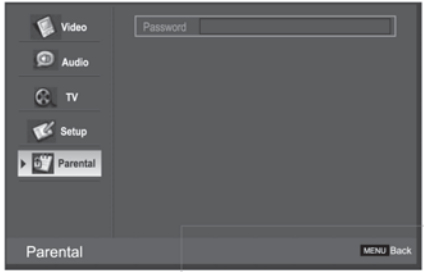 Video
Password
Audio
TV
Setup
Parental
Parental
MENU Back